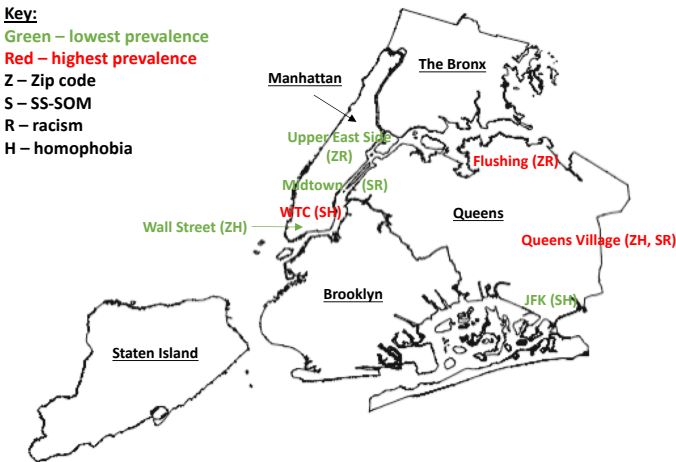 Key:
Green – lowest prevalence
Red – highest prevalence
Z – Zip code
S – SS-SOM
R – racism
H – homophobia
The Bronx
Manhattan
Upper East Side
(ZR)
Flushing (ZR)
Midtown (SR)
WTC (SH)
Queens
Wall Street (ZH)
Queens Village (ZH, SR)
Brooklyn
JFK (SH)
Staten Island